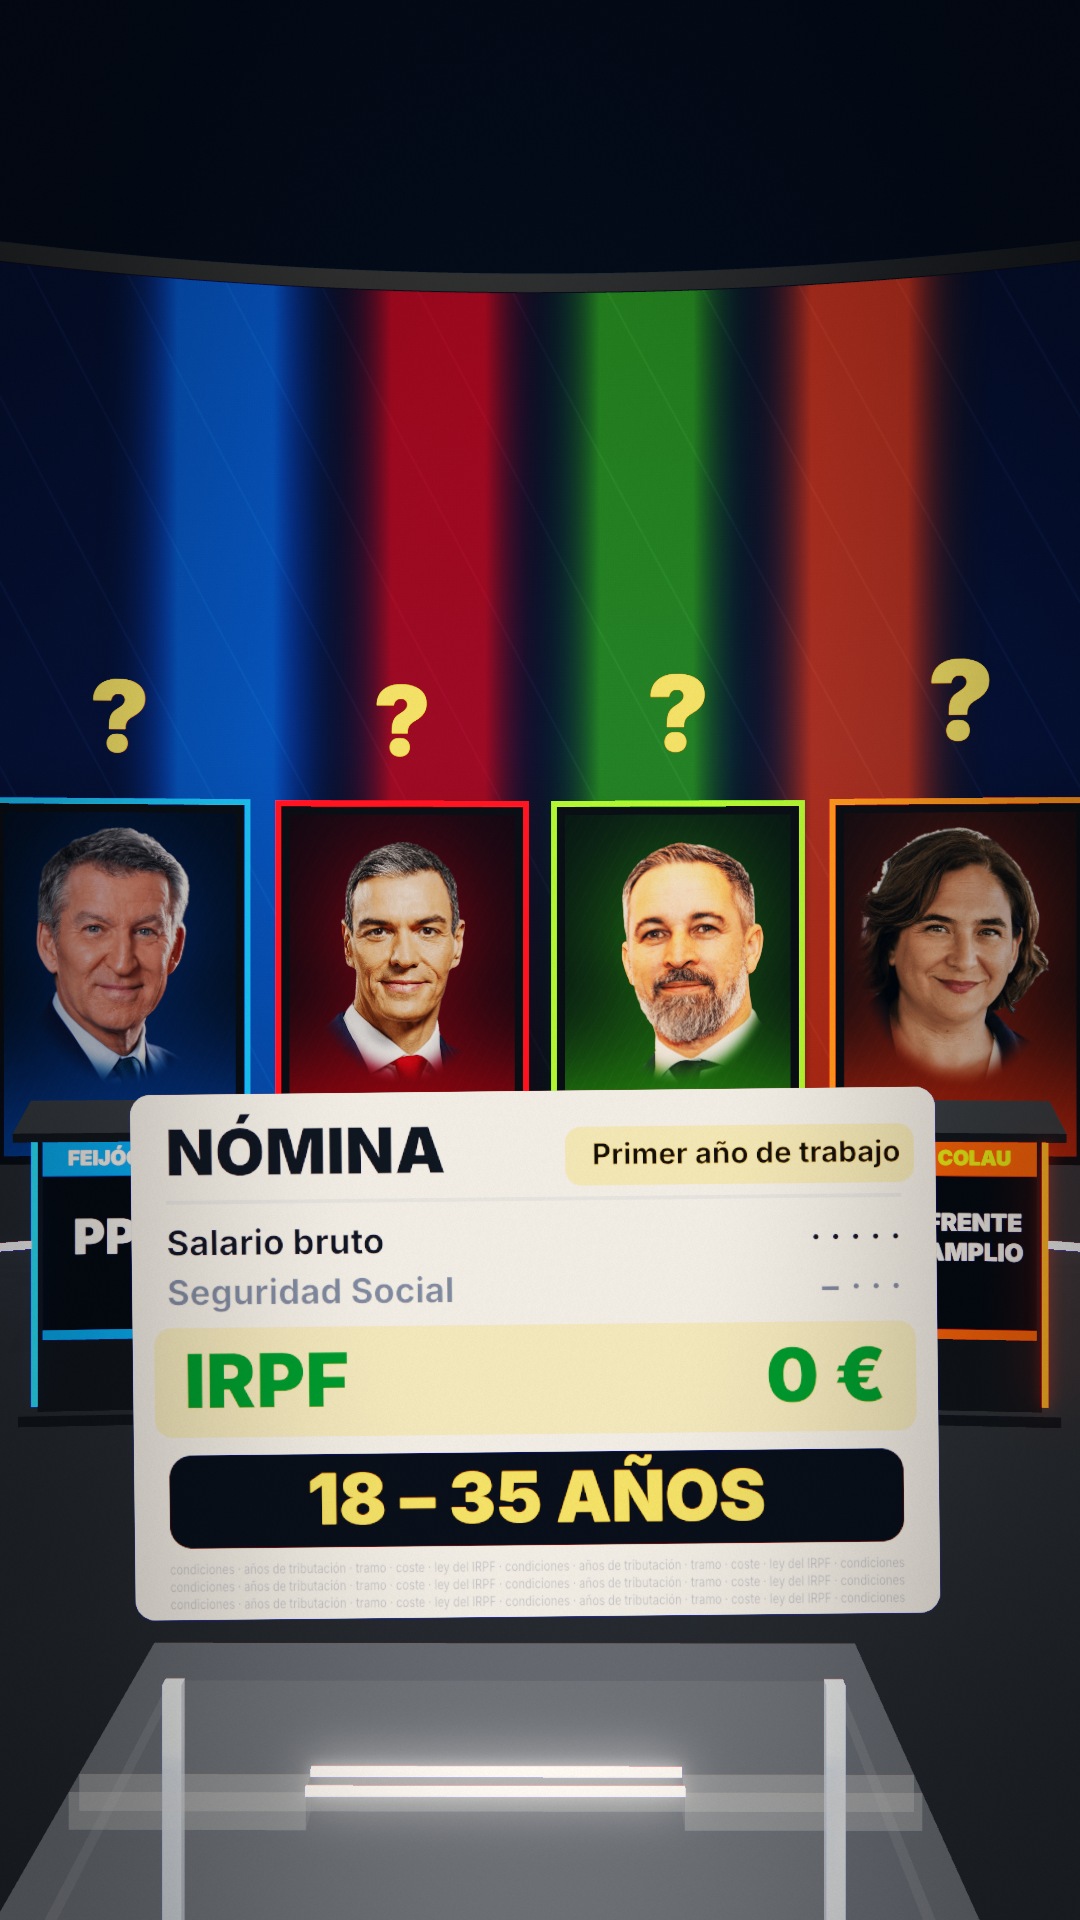 ? ? ? ?
FEIJÓ
COLAU
PP
FRENTE
AMPLIO
NÓMINA
Primer año de trabajo
Salario bruto · · · · ·
Seguridad Social – · · ·
IRPF 0 €
18 – 35 AÑOS
condiciones · años de tributación · tramo · coste · ley del IRPF · condiciones · años de tributación · tramo · coste · ley del IRPF · condiciones
condiciones · años de tributación · tramo · coste · ley del IRPF · condiciones · años de tributación · tramo · coste · ley del IRPF · condiciones
condiciones · años de tributación · tramo · coste · ley del IRPF · condiciones · años de tributación · tramo · coste · ley del IRPF · condiciones